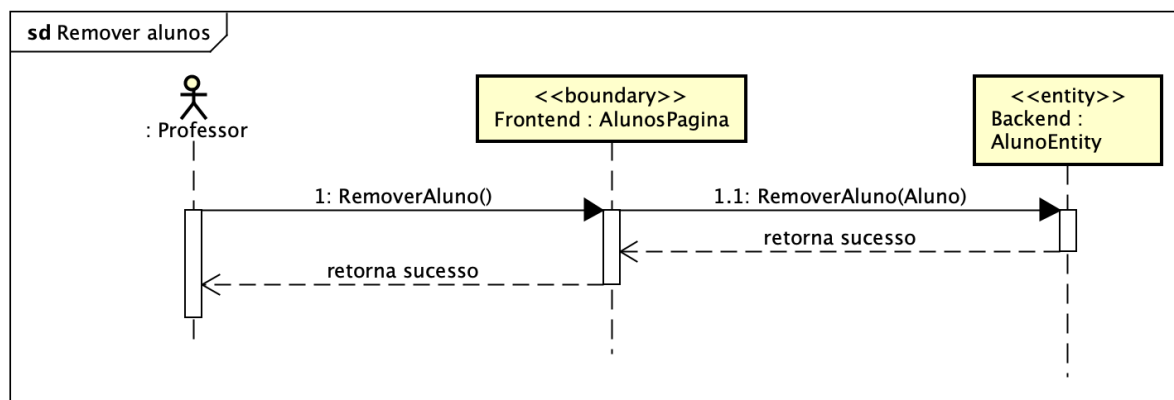 sd Remover alunos
: Professor
<<boundary>>
Frontend : AlunosPagina
<<entity>>
Backend :
AlunoEntity
1: RemoverAluno()
1.1: RemoverAluno(Aluno)
retorna sucesso
retorna sucesso